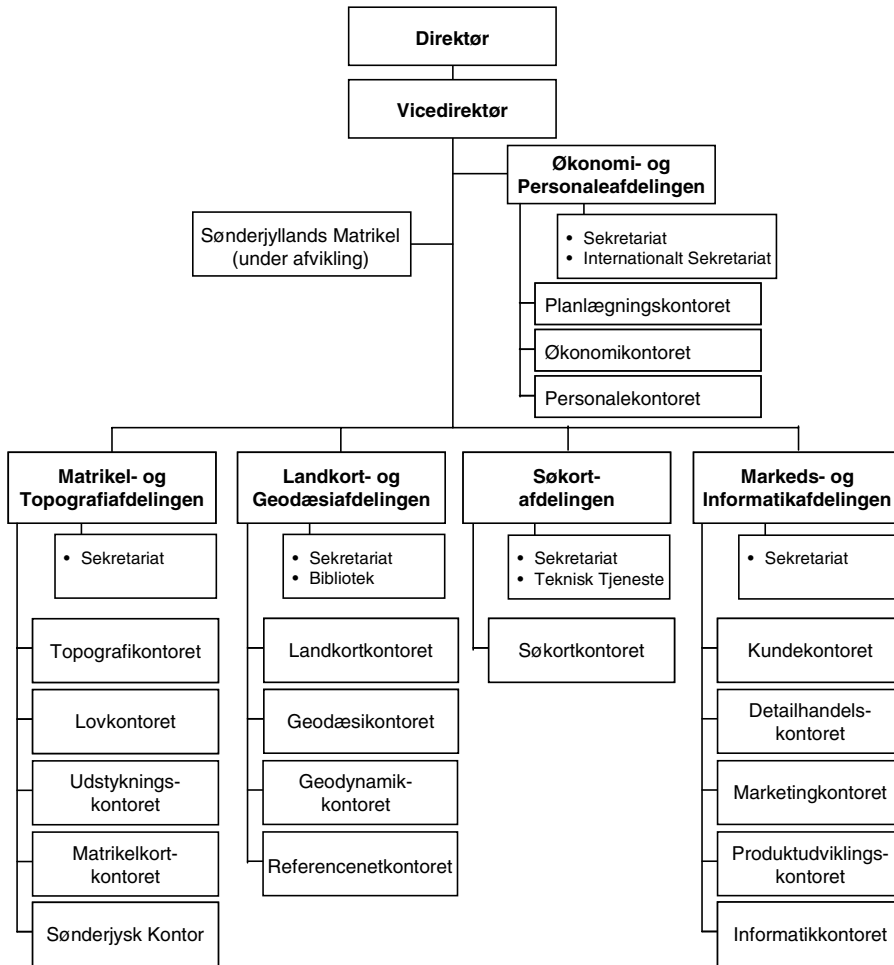 Direktør
Vicedirektør
Økonomi- og
Personaleafdelingen
• Sekretariat
• Internationalt Sekretariat
Sønderjyllands Matrikel
(under afvikling)
Planlægningskontoret
Økonomikontoret
Personalekontoret
Matrikel- og
Topografiafdelingen
• Sekretariat
Topografikontoret
Lovkontoret
Udstyknings-
kontoret
Matrikelkort-
kontoret
Sønderjysk Kontor
Landkort- og
Geodæsiafdelingen
• Sekretariat
• Bibliotek
Landkortkontoret
Geodæsikontoret
Geodynamik-
kontoret
Referencenetkontoret
Søkort-
afdelingen
• Sekretariat
• Teknisk Tjeneste
Søkortkontoret
Markeds- og
Informatikafdelingen
• Sekretariat
Kundekontoret
Detailhandels-
kontoret
Marketingkontoret
Produktudviklings-
kontoret
Informatikkontoret